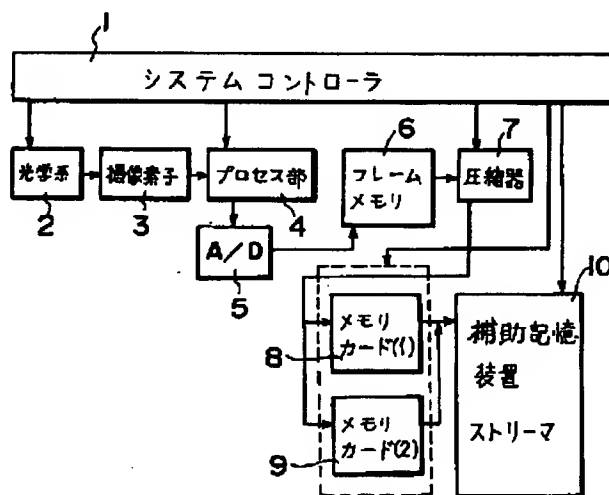 1
システムコントローラ
光学系
2
撮像素子
3
プロセス部
4
A/D
5
6
フレーム
メモリ
7
圧縮器
メモリ
カード(1)
8
メモリ
カード(2)
9
10
補助記憶
装置
ストリーマ